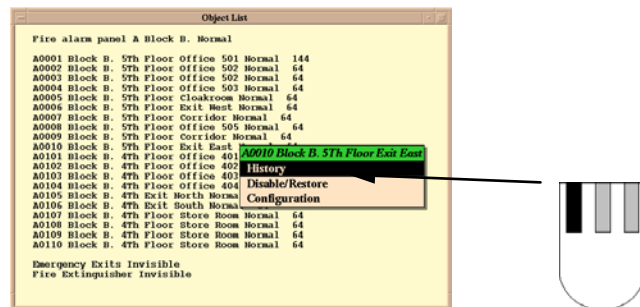 Object List
Fire alarm panel A Block B. Normal
A0001 Block B. 5Th Floor Office 501 Normal 144
A0002 Block B. 5Th Floor Office 502 Normal 64
A0003 Block B. 5Th Floor Office 502 Normal 64
A0004 Block B. 5Th Floor Office 503 Normal 64
A0005 Block B. 5Th Floor Cloakroom Normal 64
A0006 Block B. 5Th Floor Exit West Normal 64
A0007 Block B. 5Th Floor Corridor Normal 64
A0008 Block B. 5Th Floor Office 505 Normal 64
A0009 Block B. 5Th Floor Corridor Normal 64
A0010 Block B. 5Th Floor Exit East
A0010 Block B. 5Th Floor Exit East
A0101 Block B. 4Th Floor Office 401
A0102 Block B. 4Th Floor Office 402
History
A0103 Block B. 4Th Floor Office 403
A0104 Block B. 4Th Floor Office 404
Disable/Restore
A0105 Block B. 4Th Exit North Norma
Configuration
A0106 Block B. 4Th Exit South Norma
A0107 Block B. 4Th Floor Store Room Normal 64
A0108 Block B. 4Th Floor Store Room Normal 64
A0109 Block B. 4Th Floor Store Room Normal 64
A0110 Block B. 4Th Floor Store Room Normal 64
Emergency Exits Invisible
Fire Extinguisher Invisible